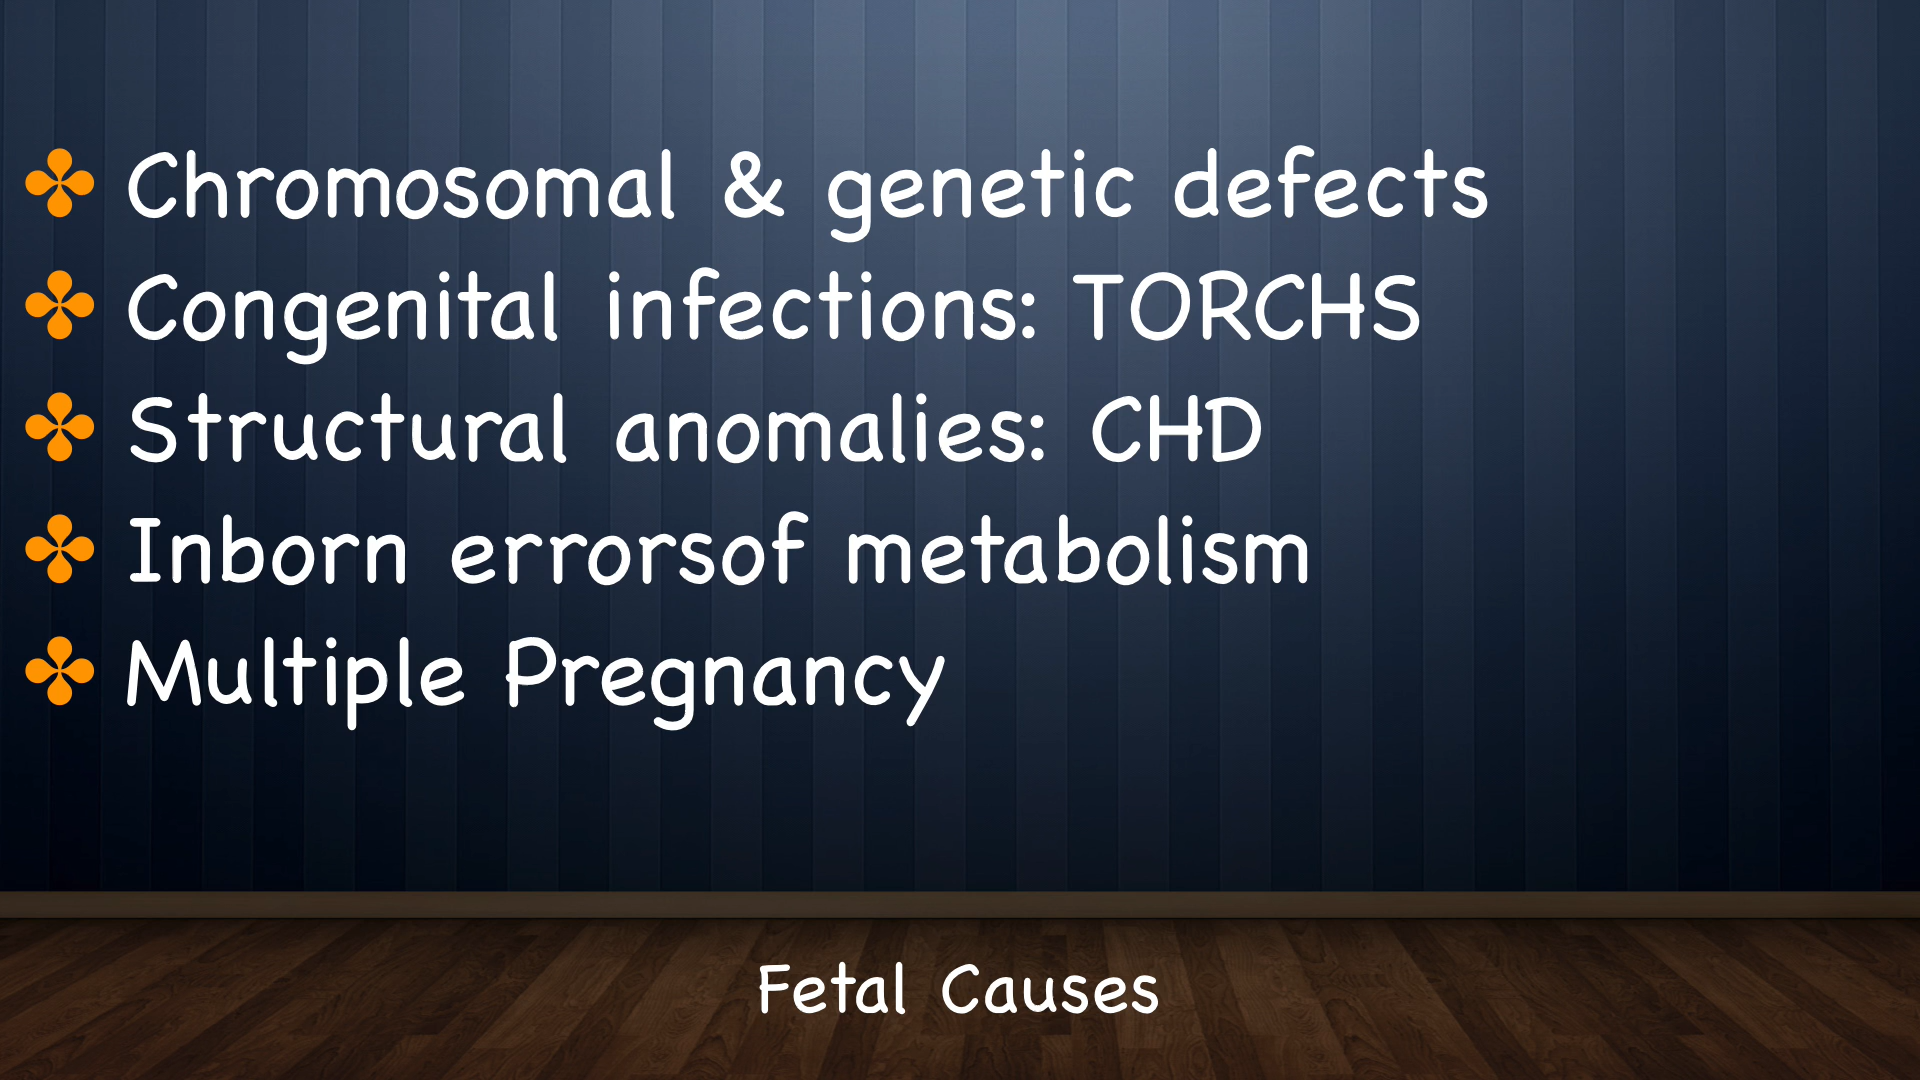 Chromosomal & genetic defects
Congenital infections: TORCHS
Structural anomalies: CHD
Inborn errorsof metabolism
Multiple Pregnancy
Fetal Causes